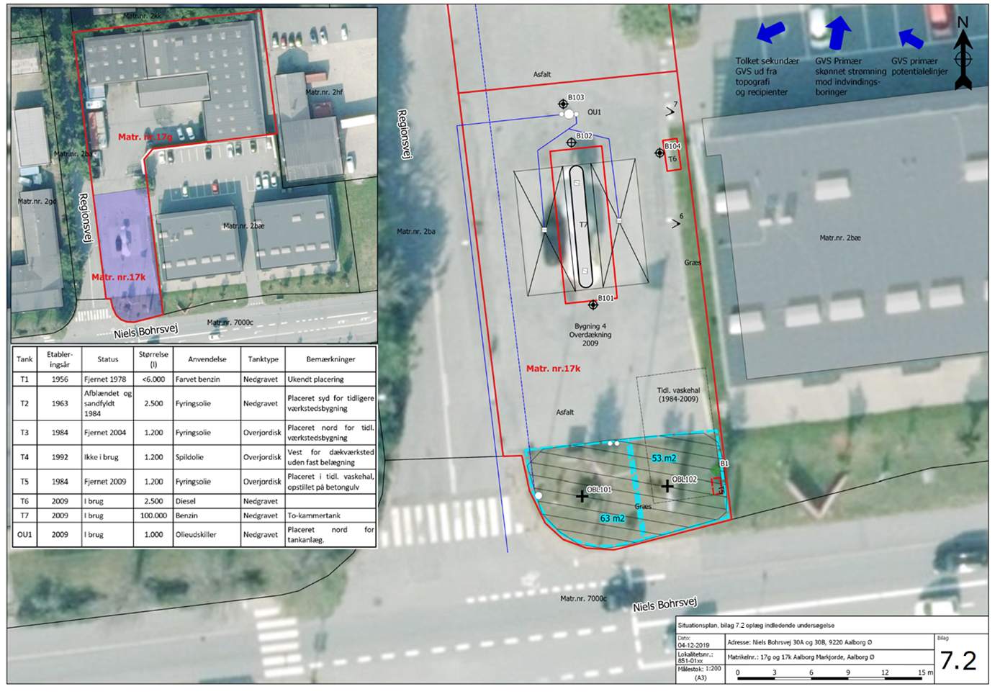 Matr.nr. 2kk
Matr.nr. 2hf
Matr. nr.17g
Matr.nr. 2ba
Matr.nr. 2gd
Regionsvej
Matr.nr. 2bæ
Matr. nr.17k
Matr.nr. 7000c
Niels Bohrsvej
Tank Etabler-ingsår Status Størrelse (l) Anvendelse Tanktype Bemærkninger
T1 1956 Fjernet 1978 <6.000 Farvet benzin Nedgravet Ukendt placering
T2 1963 Afblændet og sandfyldt 1984 2.500 Fyringsolie Nedgravet Placeret syd for tidligere værkstedsbygning
T3 1984 Fjernet 2004 1.200 Fyringsolie Overjordisk Placeret nord for tidl. værkstedsbygning
T4 1992 Ikke i brug 1.200 Spildolie Overjordisk Vest for dækværksted uden fast belægning
T5 1984 Fjernet 2009 1.200 Fyringsolie Overjordisk Placeret i tidl. vaskehal, opstillet på betongulv
T6 2009 I brug 2.500 Diesel Nedgravet
T7 2009 I brug 100.000 Benzin Nedgravet To-kammertank
OU1 2009 I brug 1.000 Olieudskiller Nedgravet Placeret nord for tankanlæg.
Tolket sekundær
GVS ud fra
topografi
og recipienter
GVS Primær
skønnet strømning
mod indvindings-
boringer
GVS primær
potentialelinjer
N
Asfalt
B103
OU1
7
Regionsvej
B102
B104
T6
6
T7
Matr.nr. 2ba
Matr.nr. 2bæ
Græs
B101
Bygning 4
Overdækning
2009
Matr. nr.17k
Tidl. vaskehal
(1984-2009)
Asfalt
53 m2
B1
OBL102
OBL101
T5
Græs
63 m2
Matr.nr. 7000c
Niels Bohrsvej
Situationsplan, bilag 7.2 oplæg indledende undersøgelse
Dato:
04-12-2019
Adresse: Niels Bohrsvej 30A og 30B, 9220 Aalborg Ø
Bilag
7.2
Lokalitetsnr.:
851-01xx
Matrikelnr.: 17g og 17k Aalborg Markjorde, Aalborg Ø
Målestok: 1:200
(A3)
0 3 6 9 12 15 m